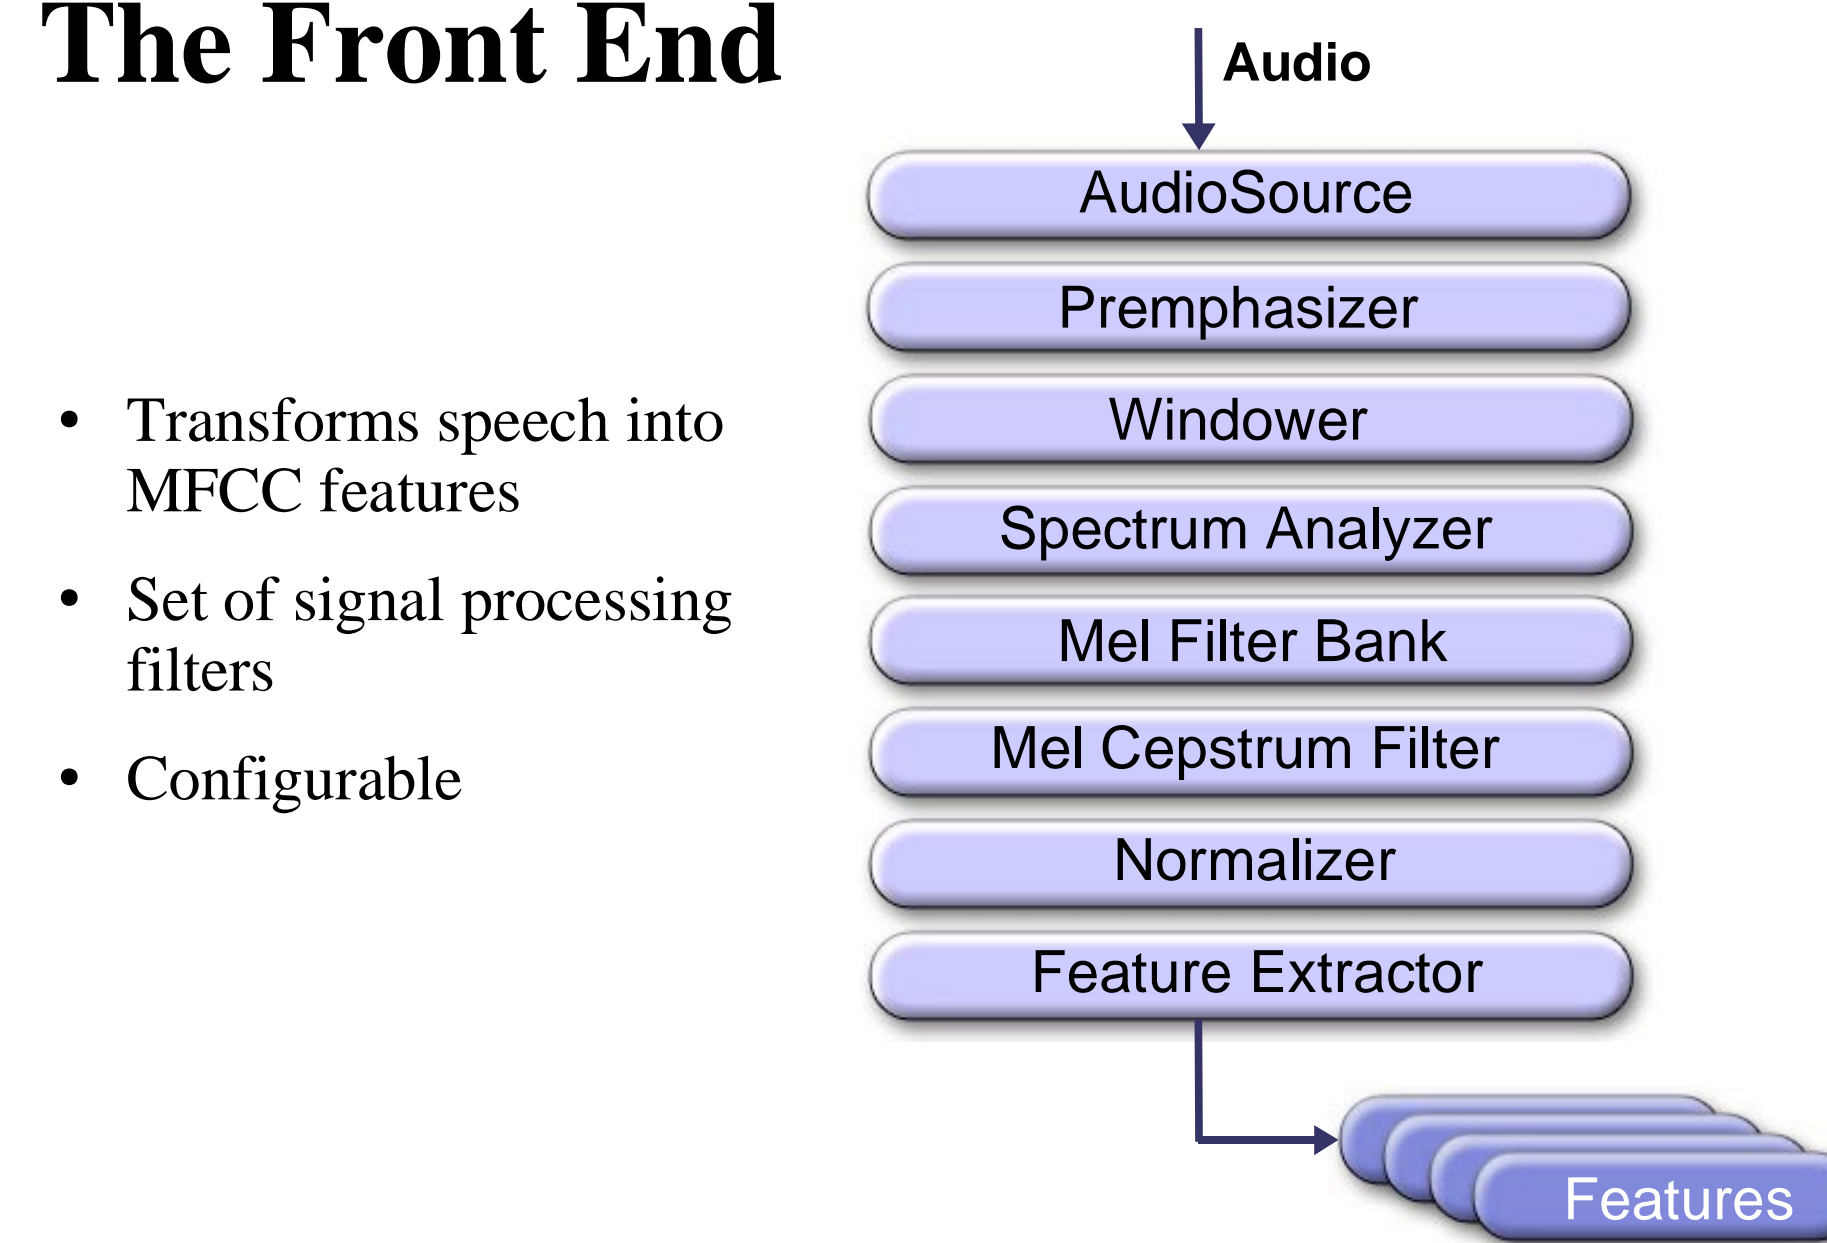 The Front End
• Transforms speech into
MFCC features
• Set of signal processing
filters
• Configurable
Audio
AudioSource
Premphasizer
Windower
Spectrum Analyzer
Mel Filter Bank
Mel Cepstrum Filter
Normalizer
Feature Extractor
Features